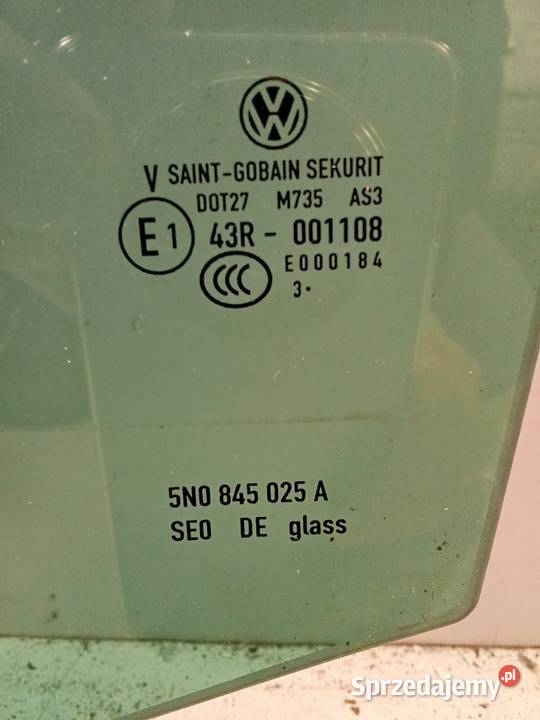 VW
V SAINT-GOBAIN SEKURIT
DOT27 M735 AS3
E1 43R - 001108
CCC E000184
3•
5N0 845 025 A
SEO DE glass
Sprzedajemy.pl